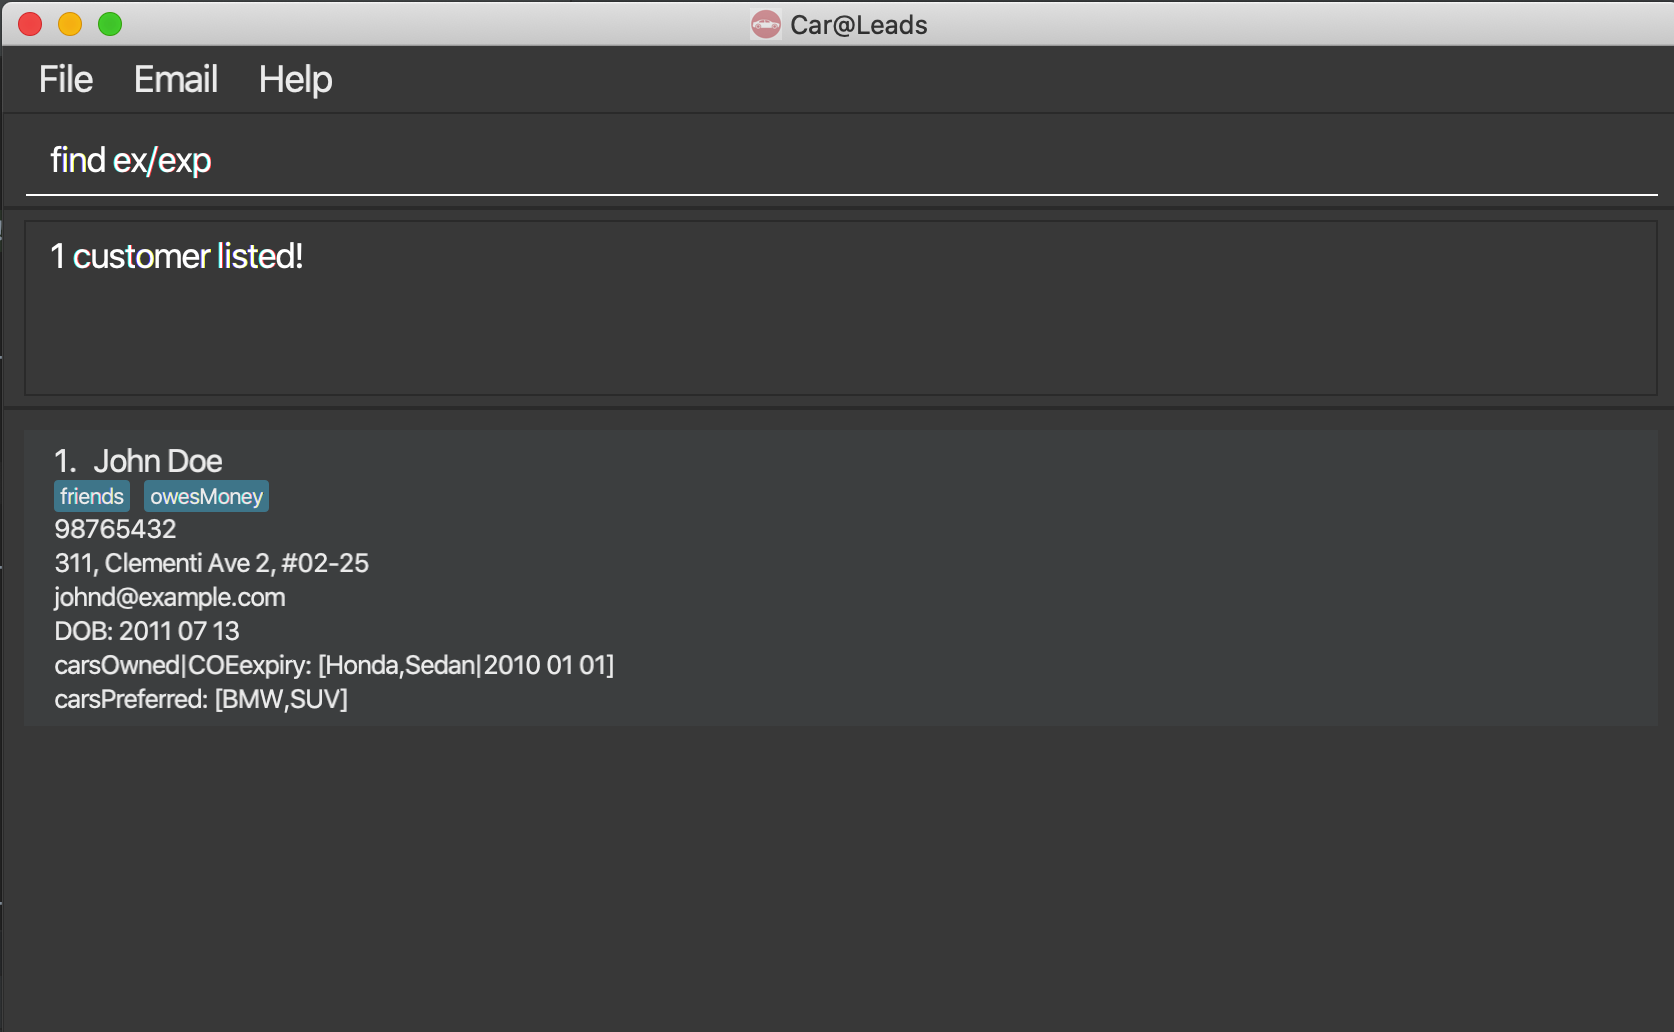 Car@Leads
File Email Help
find ex/exp
1 customer listed!
1. John Doe
friends owesMoney
98765432
311, Clementi Ave 2, #02-25
johnd@example.com
DOB: 2011 07 13
carsOwned|COEexpiry: [Honda,Sedan|2010 01 01]
carsPreferred: [BMW,SUV]